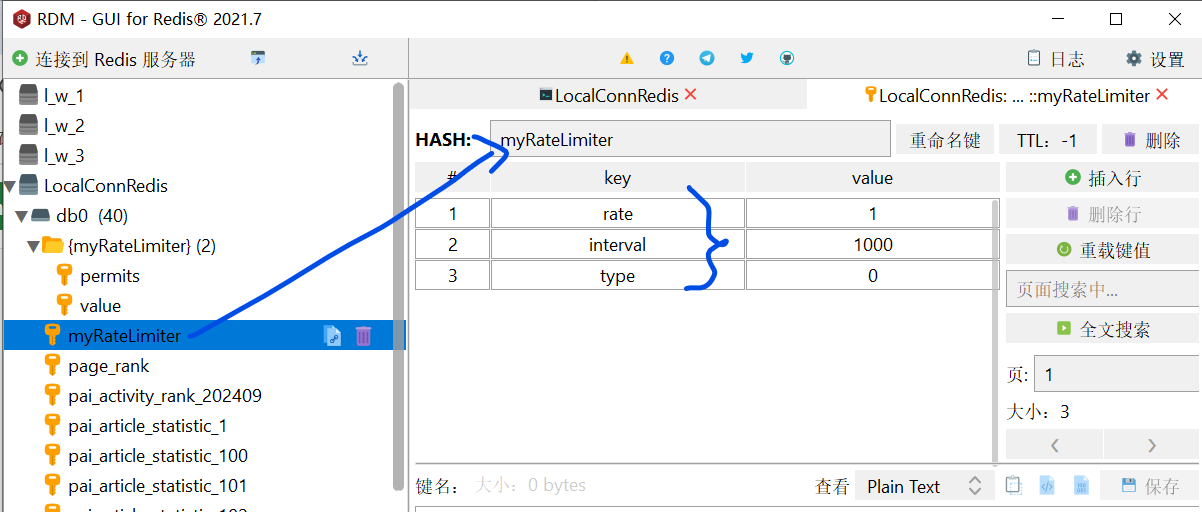 RDM - GUI for Redis® 2021.7
连接到 Redis 服务器
日志
设置
l_w_1
l_w_2
l_w_3
LocalConnRedis
db0 (40)
{myRateLimiter} (2)
permits
value
myRateLimiter
page_rank
pai_activity_rank_202409
pai_article_statistic_1
pai_article_statistic_100
pai_article_statistic_101
LocalConnRedis
LocalConnRedis: ... ::myRateLimiter
HASH: myRateLimiter
重命名键
TTL: -1
删除
# key value
1 rate 1
2 interval 1000
3 type 0
插入行
删除行
重载键值
页面搜索中...
全文搜索
页: 1
大小: 3
键名: 大小: 0 bytes
查看 Plain Text
保存